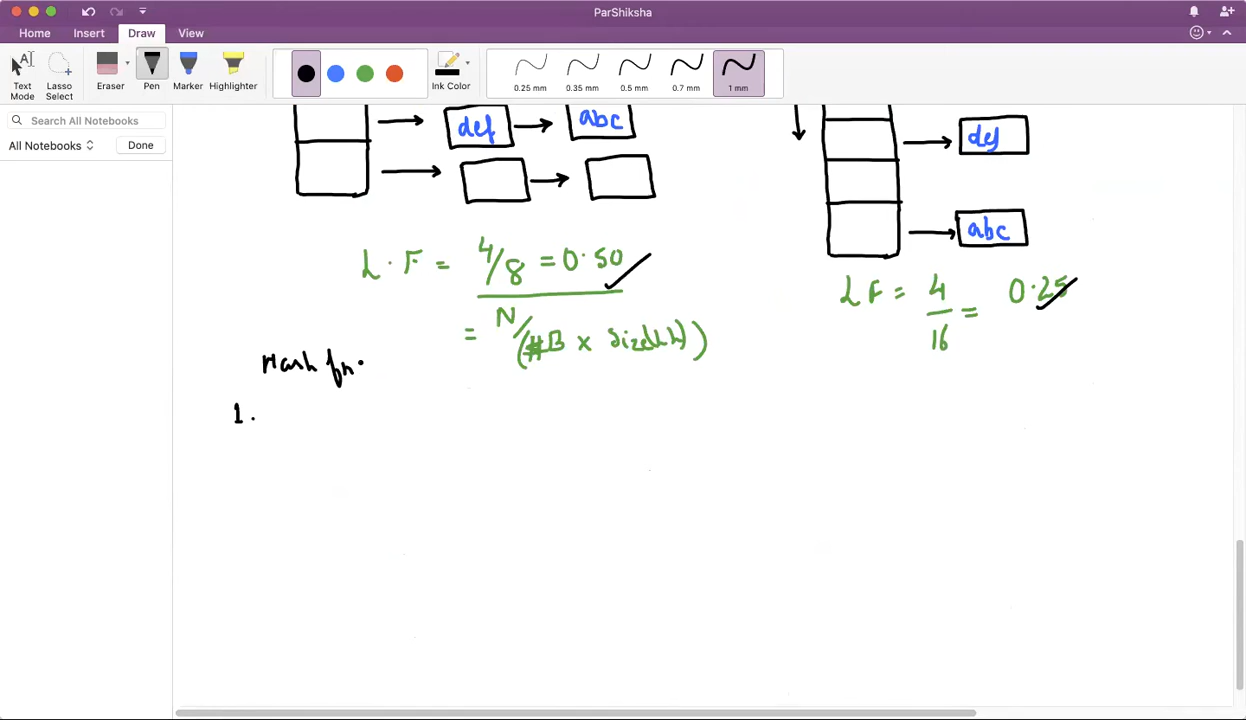 ParShiksha
Home Insert Draw View
Text Mode
Lasso Select
Eraser
Pen
Marker
Highlighter
Ink Color
0.25 mm
0.35 mm
0.5 mm
0.7 mm
1 mm
Search All Notebooks
All Notebooks Done
def abc
def
abc
L.F = 4/8 = 0.50
= N/(#B x Size(LL))
LF = 4/16 = 0.25
Hash fn.
1.